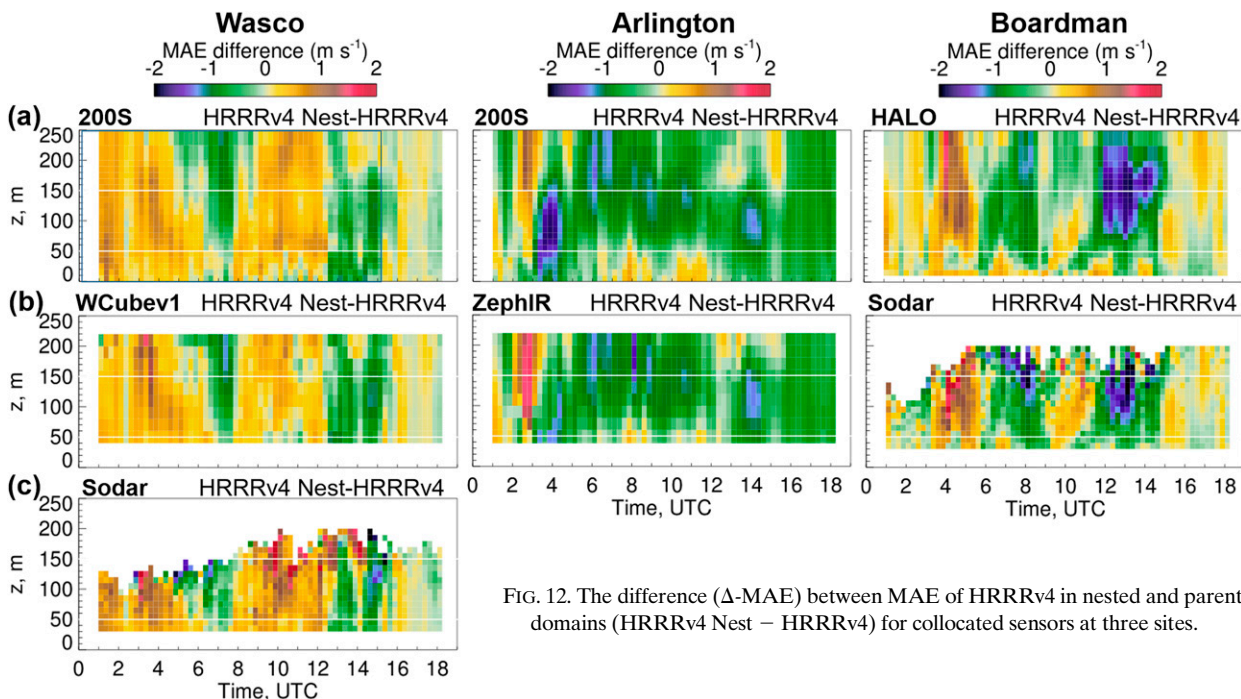 Wasco Arlington Boardman
MAE difference (m s⁻¹) MAE difference (m s⁻¹) MAE difference (m s⁻¹)
-2 -1 0 1 2 -2 -1 0 1 2 -2 -1 0 1 2
(a) 200S HRRRv4 Nest-HRRRv4 200S HRRRv4 Nest-HRRRv4 HALO HRRRv4 Nest-HRRRv4
250
200
150
100
50
0
z, m
(b) WCubev1 HRRRv4 Nest-HRRRv4 ZephIR HRRRv4 Nest-HRRRv4 Sodar HRRRv4 Nest-HRRRv4
200
150
100
50
0
z, m
0 2 4 6 8 10 12 14 16 18 0 2 4 6 8 10 12 14 16 18
Time, UTC Time, UTC
(c) Sodar HRRRv4 Nest-HRRRv4
250
200
150
100
50
0
z, m
0 2 4 6 8 10 12 14 16 18
Time, UTC
FIG. 12. The difference (Δ-MAE) between MAE of HRRRv4 in nested and parent
domains (HRRRv4 Nest − HRRRv4) for collocated sensors at three sites.